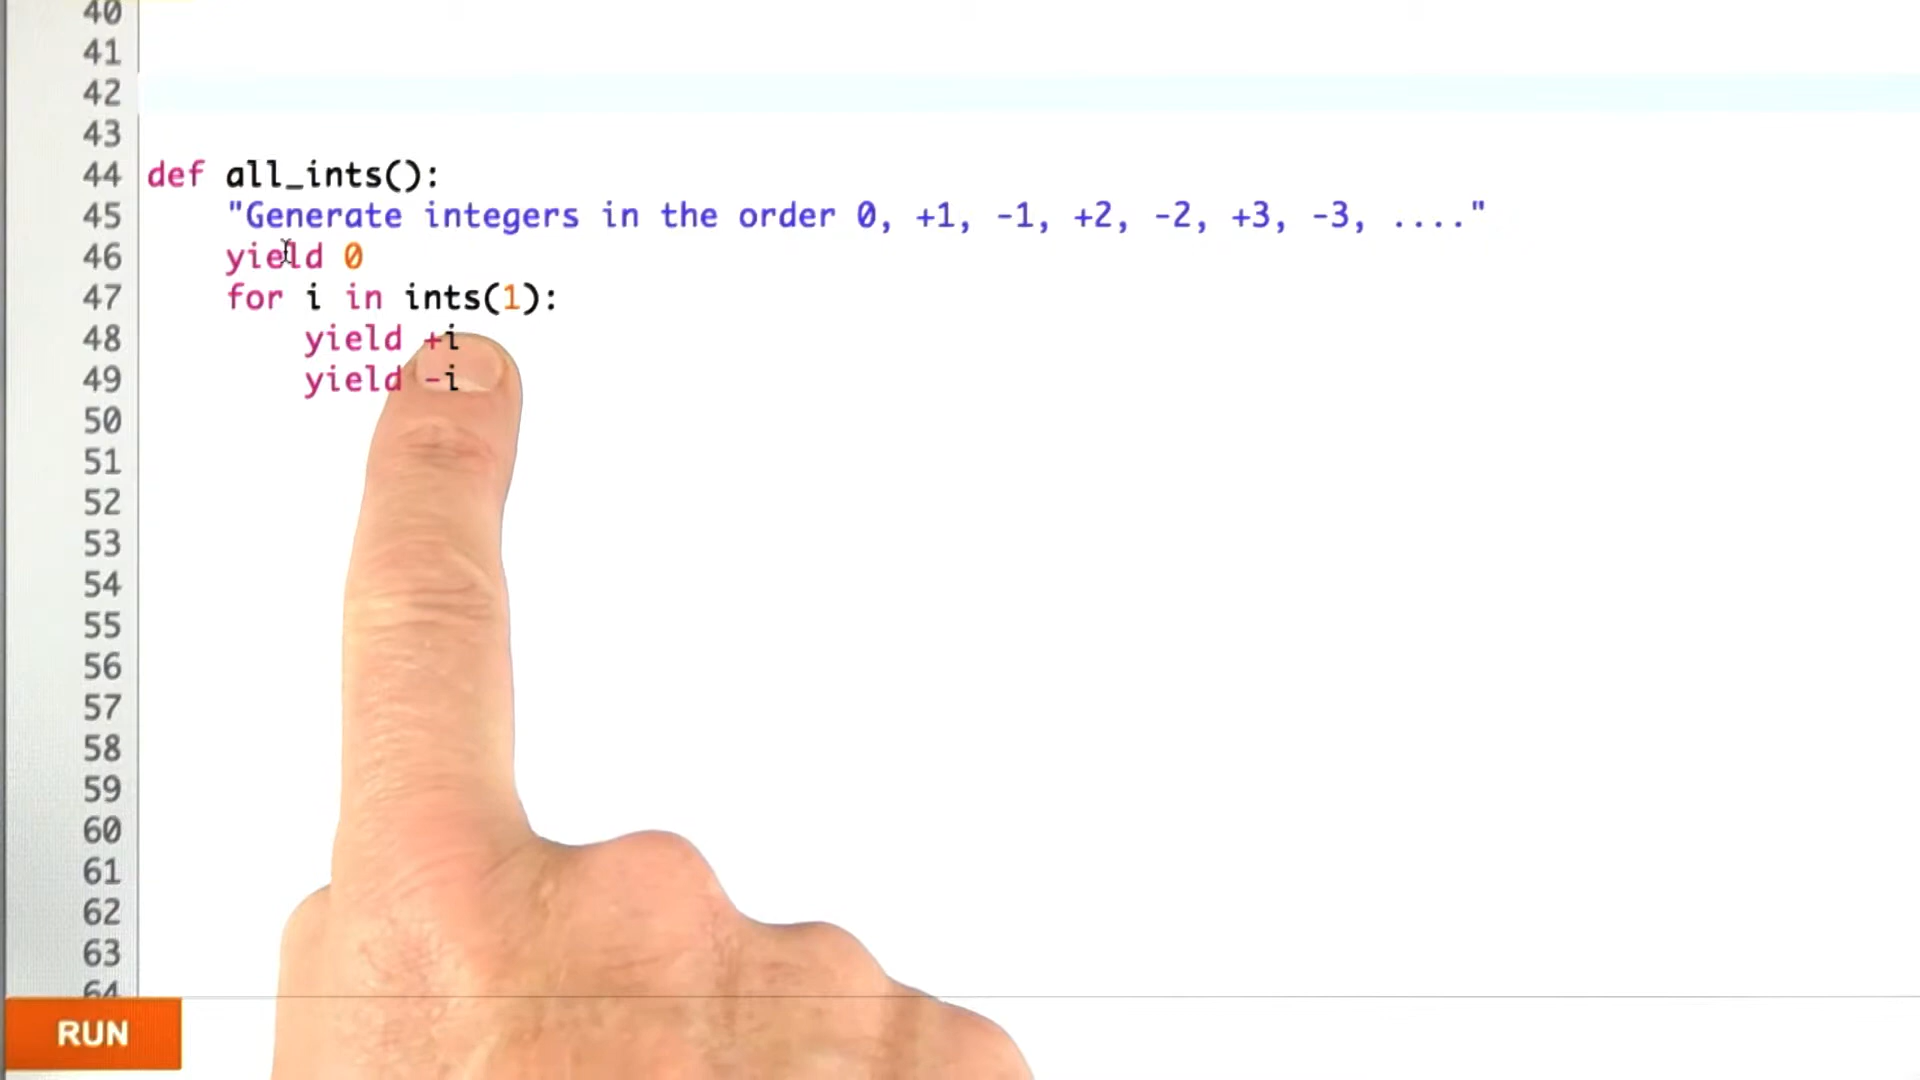 40
41
42
43
44 def all_ints():
45 "Generate integers in the order 0, +1, -1, +2, -2, +3, -3, ...."
46 yield 0
47 for i in ints(1):
48 yield +i
49 yield -i
50
51
52
53
54
55
56
57
58
59
60
61
62
63
64
RUN